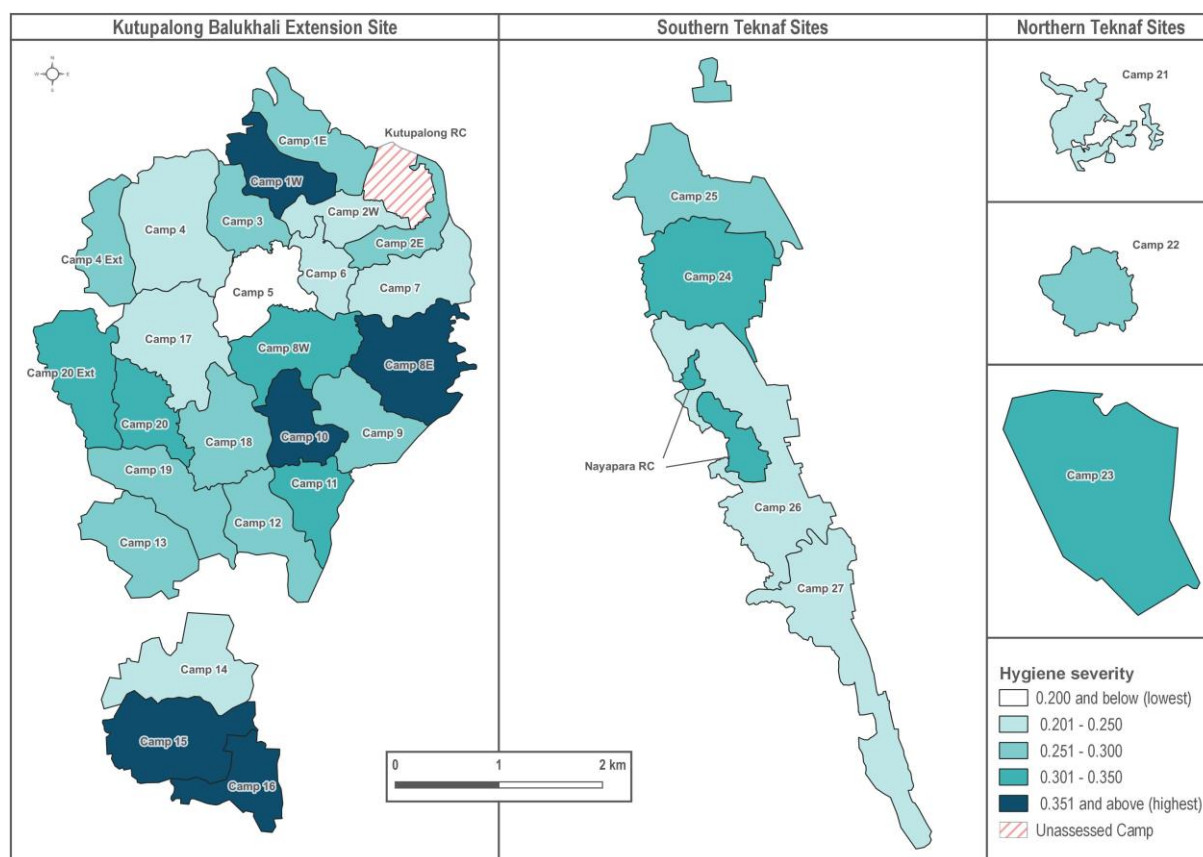 Kutupalong Balukhali Extension Site
Southern Teknaf Sites
Northern Teknaf Sites
N
W E
S
Camp 1E
Kutupalong RC
Camp 1W
Camp 2W
Camp 3
Camp 4
Camp 2E
Camp 4 Ext
Camp 6
Camp 5
Camp 7
Camp 17
Camp 8W
Camp 8E
Camp 20 Ext
Camp 20
Camp 18
Camp 10
Camp 9
Camp 19
Camp 11
Camp 12
Camp 13
Camp 14
Camp 15
Camp 16
0 1 2 km
Camp 25
Camp 24
Nayapara RC
Camp 26
Camp 27
Camp 21
Camp 22
Camp 23
Hygiene severity
0.200 and below (lowest)
0.201 - 0.250
0.251 - 0.300
0.301 - 0.350
0.351 and above (highest)
Unassessed Camp